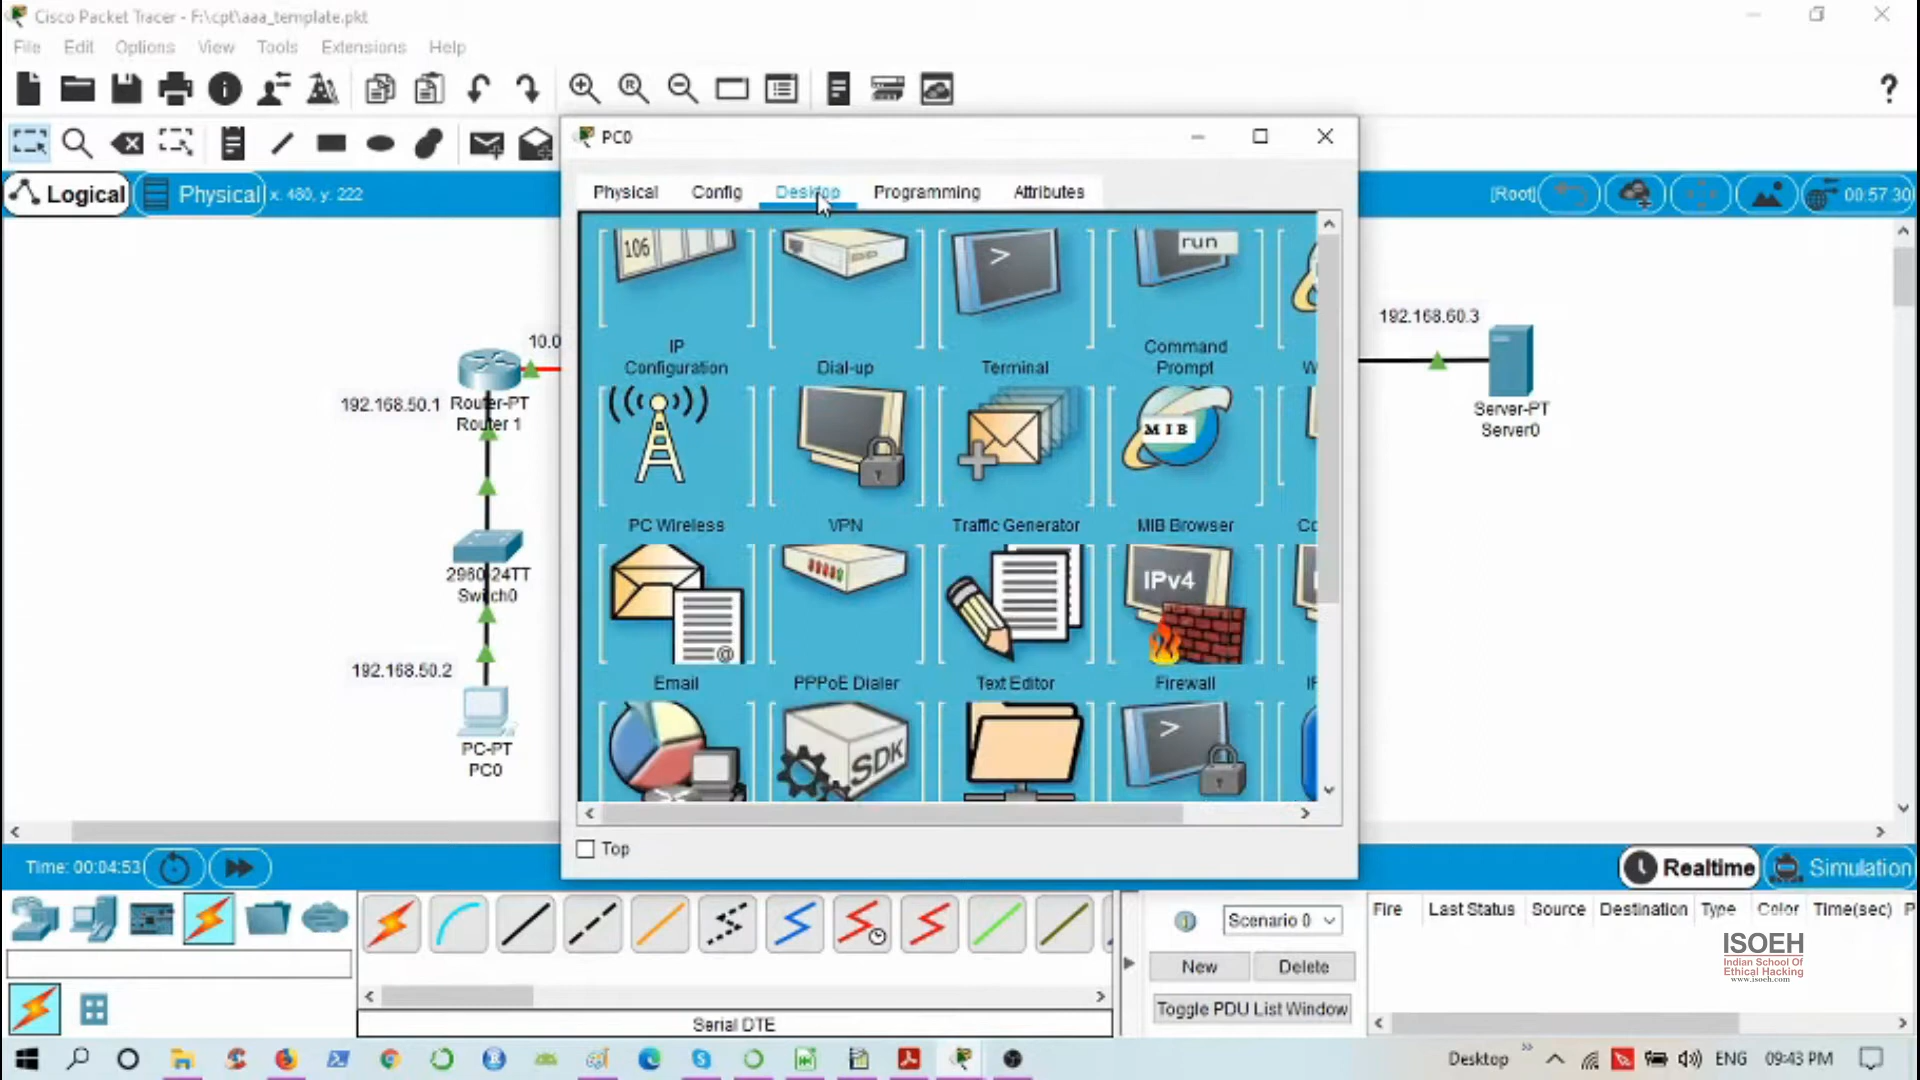 Cisco Packet Tracer - F:\cpt\aaa_template.pkt
File Edit Options View Tools Extensions Help
?
PC0
Logical
Physical
x: 480, y: 222
[Root]
00:57:30
Physical Config Desktop Programming Attributes
106
>
run
IP Configuration
Dial-up
Terminal
Command Prompt
W
MIB
PC Wireless
VPN
Traffic Generator
MIB Browser
Co
@
IPv4
Email
PPPoE Dialer
Text Editor
Firewall
SDK
>
Top
10.0
192.168.50.1
Router-PT
Router 1
2960-24TT
Switch0
192.168.50.2
PC-PT
PC0
192.168.60.3
Server-PT
Server0
Time: 00:04:53
Realtime
Simulation
Scenario 0
New
Delete
Toggle PDU List Window
Fire Last Status Source Destination Type Color Time(sec) P
ISOEH
Indian School Of
Ethical Hacking
www.isoeh.com
Serial DTE
Desktop
ENG
09:43 PM